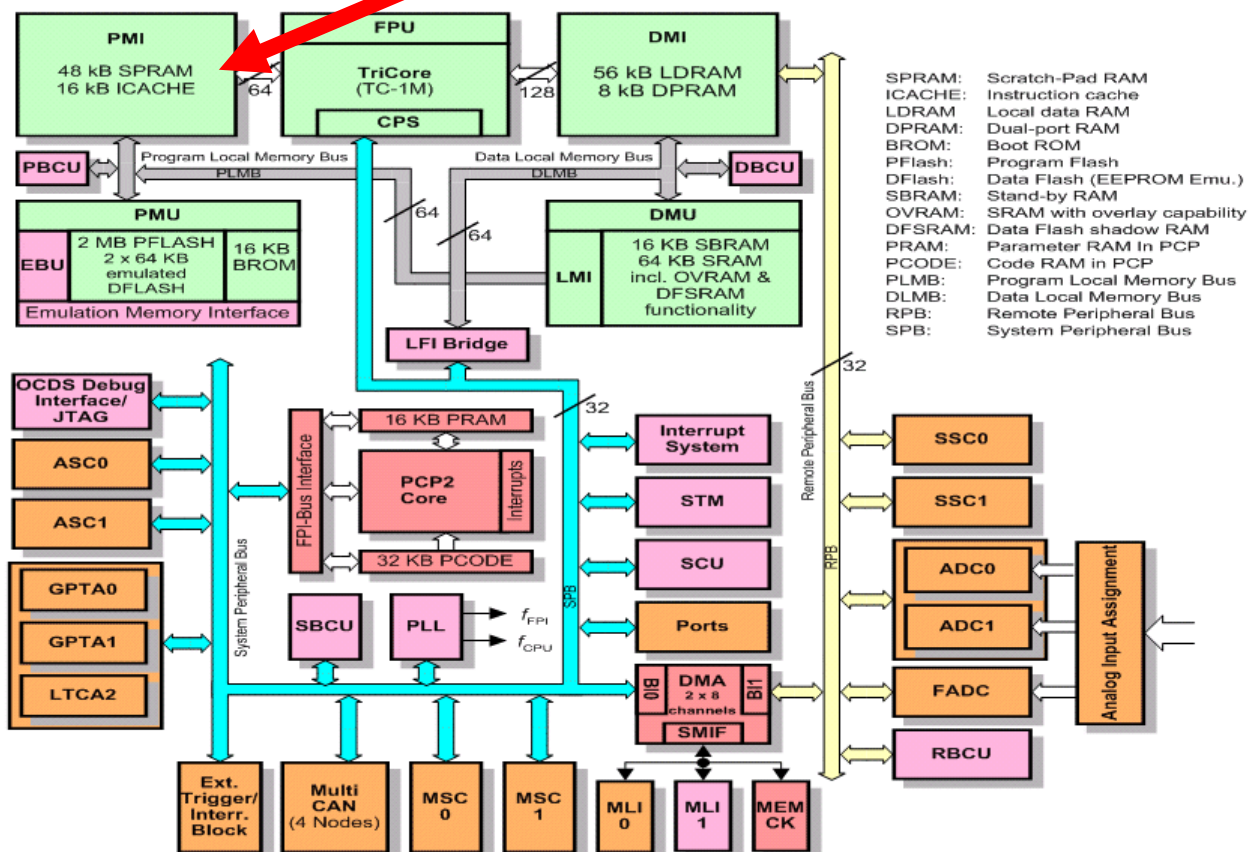 PMI
48 kB SPRAM
16 kB ICACHE
64
FPU
TriCore
(TC-1M)
CPS
128
DMI
56 kB LDRAM
8 kB DPRAM
SPRAM: Scratch-Pad RAM
ICACHE: Instruction cache
LDRAM Local data RAM
DPRAM: Dual-port RAM
BROM: Boot ROM
PFlash: Program Flash
DFlash: Data Flash (EEPROM Emu.)
SBRAM: Stand-by RAM
OVRAM: SRAM with overlay capability
DFSRAM: Data Flash shadow RAM
PRAM: Parameter RAM In PCP
PCODE: Code RAM in PCP
PLMB: Program Local Memory Bus
DLMB: Data Local Memory Bus
RPB: Remote Peripheral Bus
SPB: System Peripheral Bus
PBCU
Program Local Memory Bus
PLMB
Data Local Memory Bus
DLMB
DBCU
64
64
PMU
EBU
2 MB PFLASH
2 x 64 KB
emulated
DFLASH
16 KB
BROM
Emulation Memory Interface
DMU
LMI
16 KB SBRAM
64 KB SRAM
incl. OVRAM &
DFSRAM
functionality
LFI Bridge
32
32
Remote Peripheral Bus
RPB
OCDS Debug
Interface/
JTAG
ASC0
ASC1
GPTA0
GPTA1
LTCA2
System Peripheral Bus
FPI-Bus Interface
16 KB PRAM
PCP2
Core
Interrupts
32 KB PCODE
SPB
SBCU
PLL
fFPI
fCPU
Interrupt
System
STM
SCU
Ports
BI0
DMA
2 x 8
channels
BI1
SMIF
SSC0
SSC1
ADC0
ADC1
FADC
RBCU
Analog Input Assignment
Ext.
Trigger/
Interr.
Block
Multi
CAN
(4 Nodes)
MSC
0
MSC
1
MLI
0
MLI
1
MEM
CK